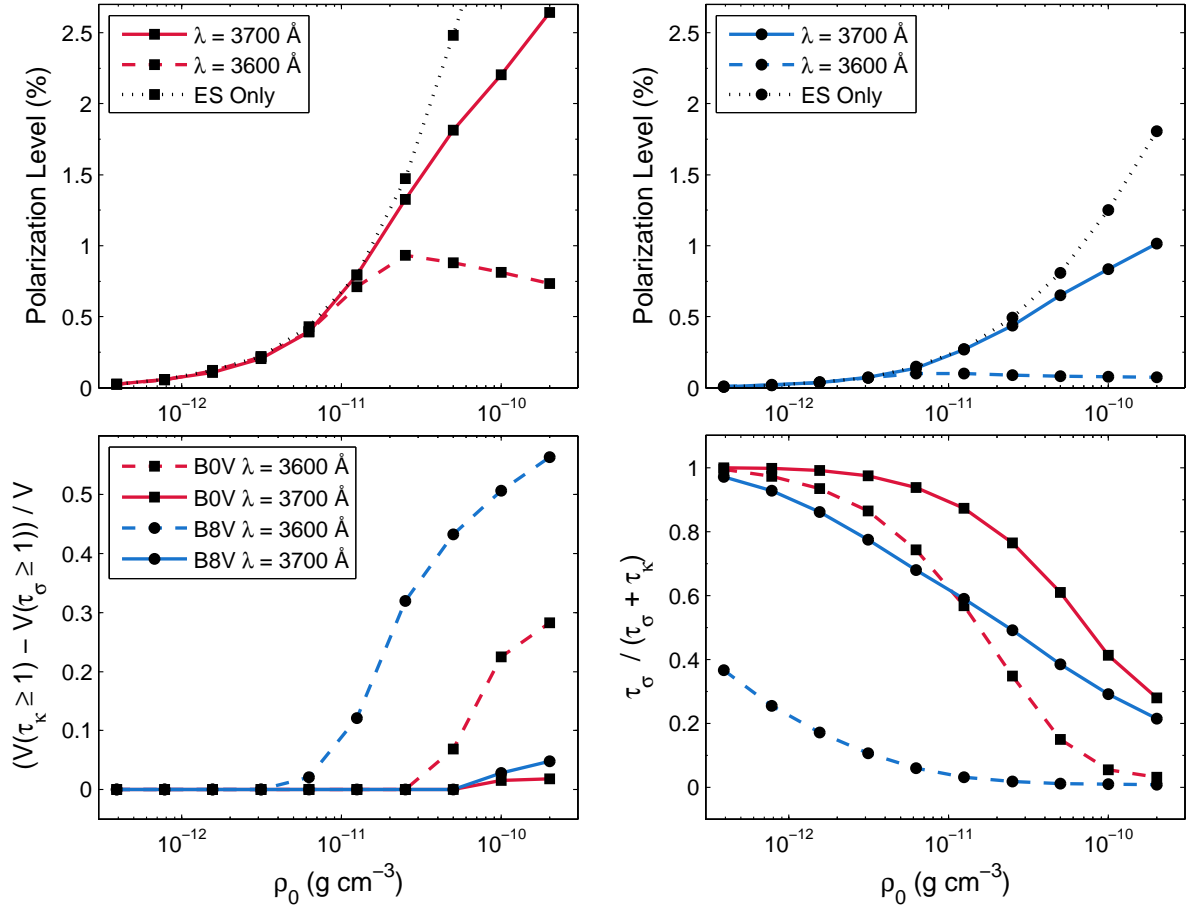 2.5
2
1.5
1
0.5
0
Polarization Level (%)
λ = 3700 Å
λ = 3600 Å
ES Only
10⁻¹²
10⁻¹¹
10⁻¹⁰
2.5
2
1.5
1
0.5
0
Polarization Level (%)
λ = 3700 Å
λ = 3600 Å
ES Only
10⁻¹²
10⁻¹¹
10⁻¹⁰
0.5
0.4
0.3
0.2
0.1
0
(V(τκ ≥ 1) − V(τσ ≥ 1)) / V
B0V λ = 3600 Å
B0V λ = 3700 Å
B8V λ = 3600 Å
B8V λ = 3700 Å
10⁻¹²
10⁻¹¹
10⁻¹⁰
ρ₀ (g cm⁻³)
1
0.8
0.6
0.4
0.2
0
τσ / (τσ + τκ)
10⁻¹²
10⁻¹¹
10⁻¹⁰
ρ₀ (g cm⁻³)